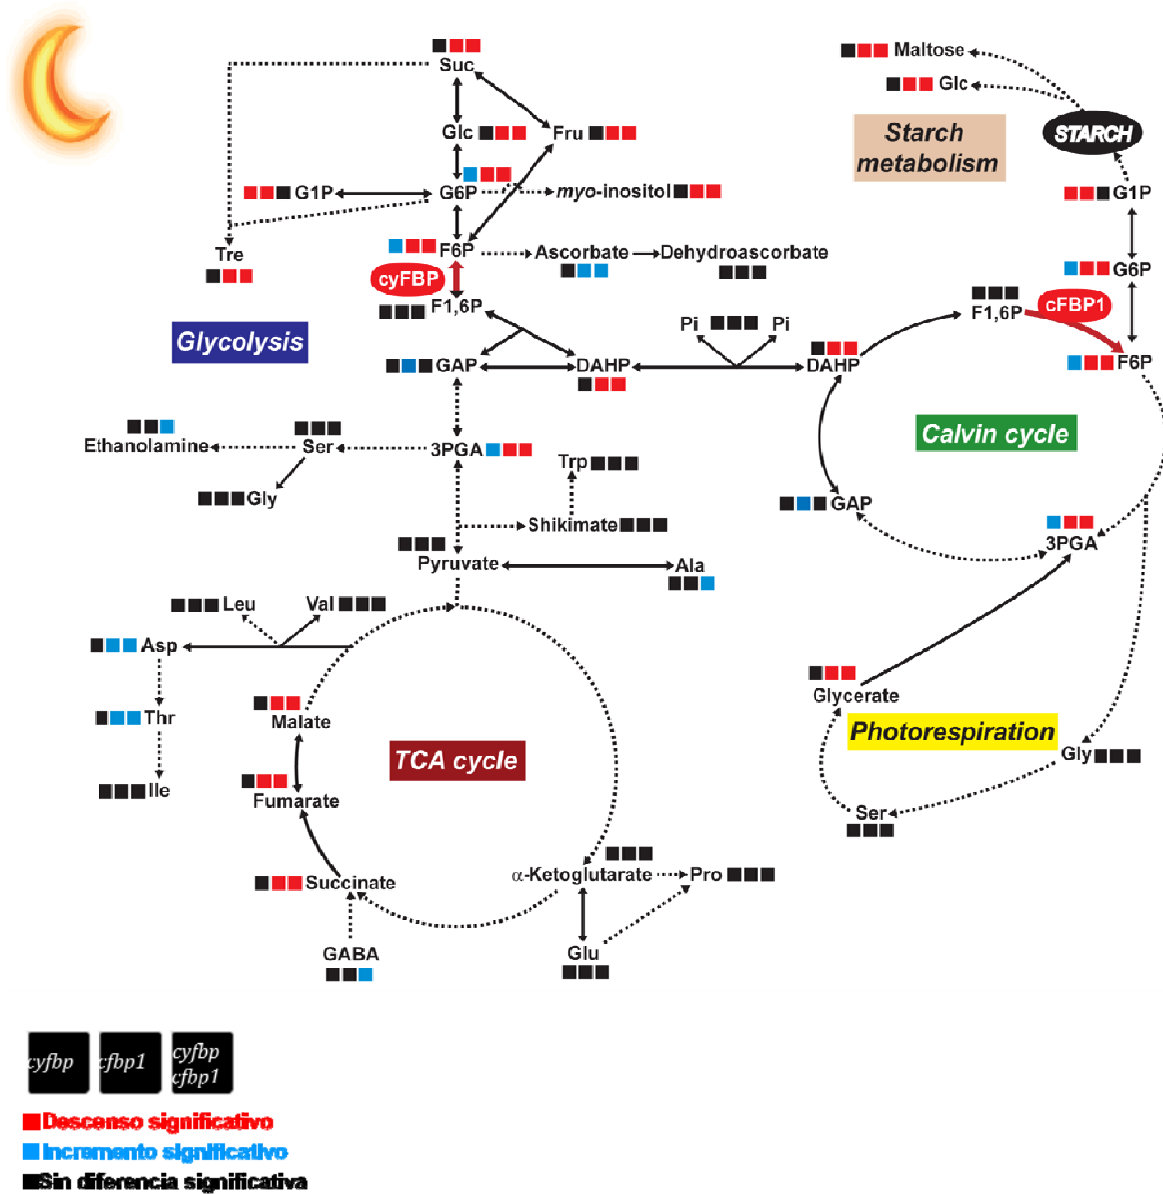 Suc
Maltose
Glc
STARCH
Starch
metabolism
Glc
Fru
G1P
G6P
myo-inositol
G1P
Tre
F6P
Ascorbate
Dehydroascorbate
G6P
cyFBP
F1,6P
Pi
Pi
F1,6P
cFBP1
Glycolysis
GAP
DAHP
DAHP
F6P
Calvin cycle
Ethanolamine
Ser
3PGA
Trp
Gly
Shikimate
GAP
3PGA
Pyruvate
Ala
Leu
Val
Asp
Glycerate
Malate
Thr
Photorespiration
TCA cycle
Gly
Ile
Fumarate
Ser
α-Ketoglutarate
Pro
Succinate
GABA
Glu
cyfbp
cfbp1
cyfbp
cfbp1
Descenso significativo
Incremento significativo
Sin diferencia significativa